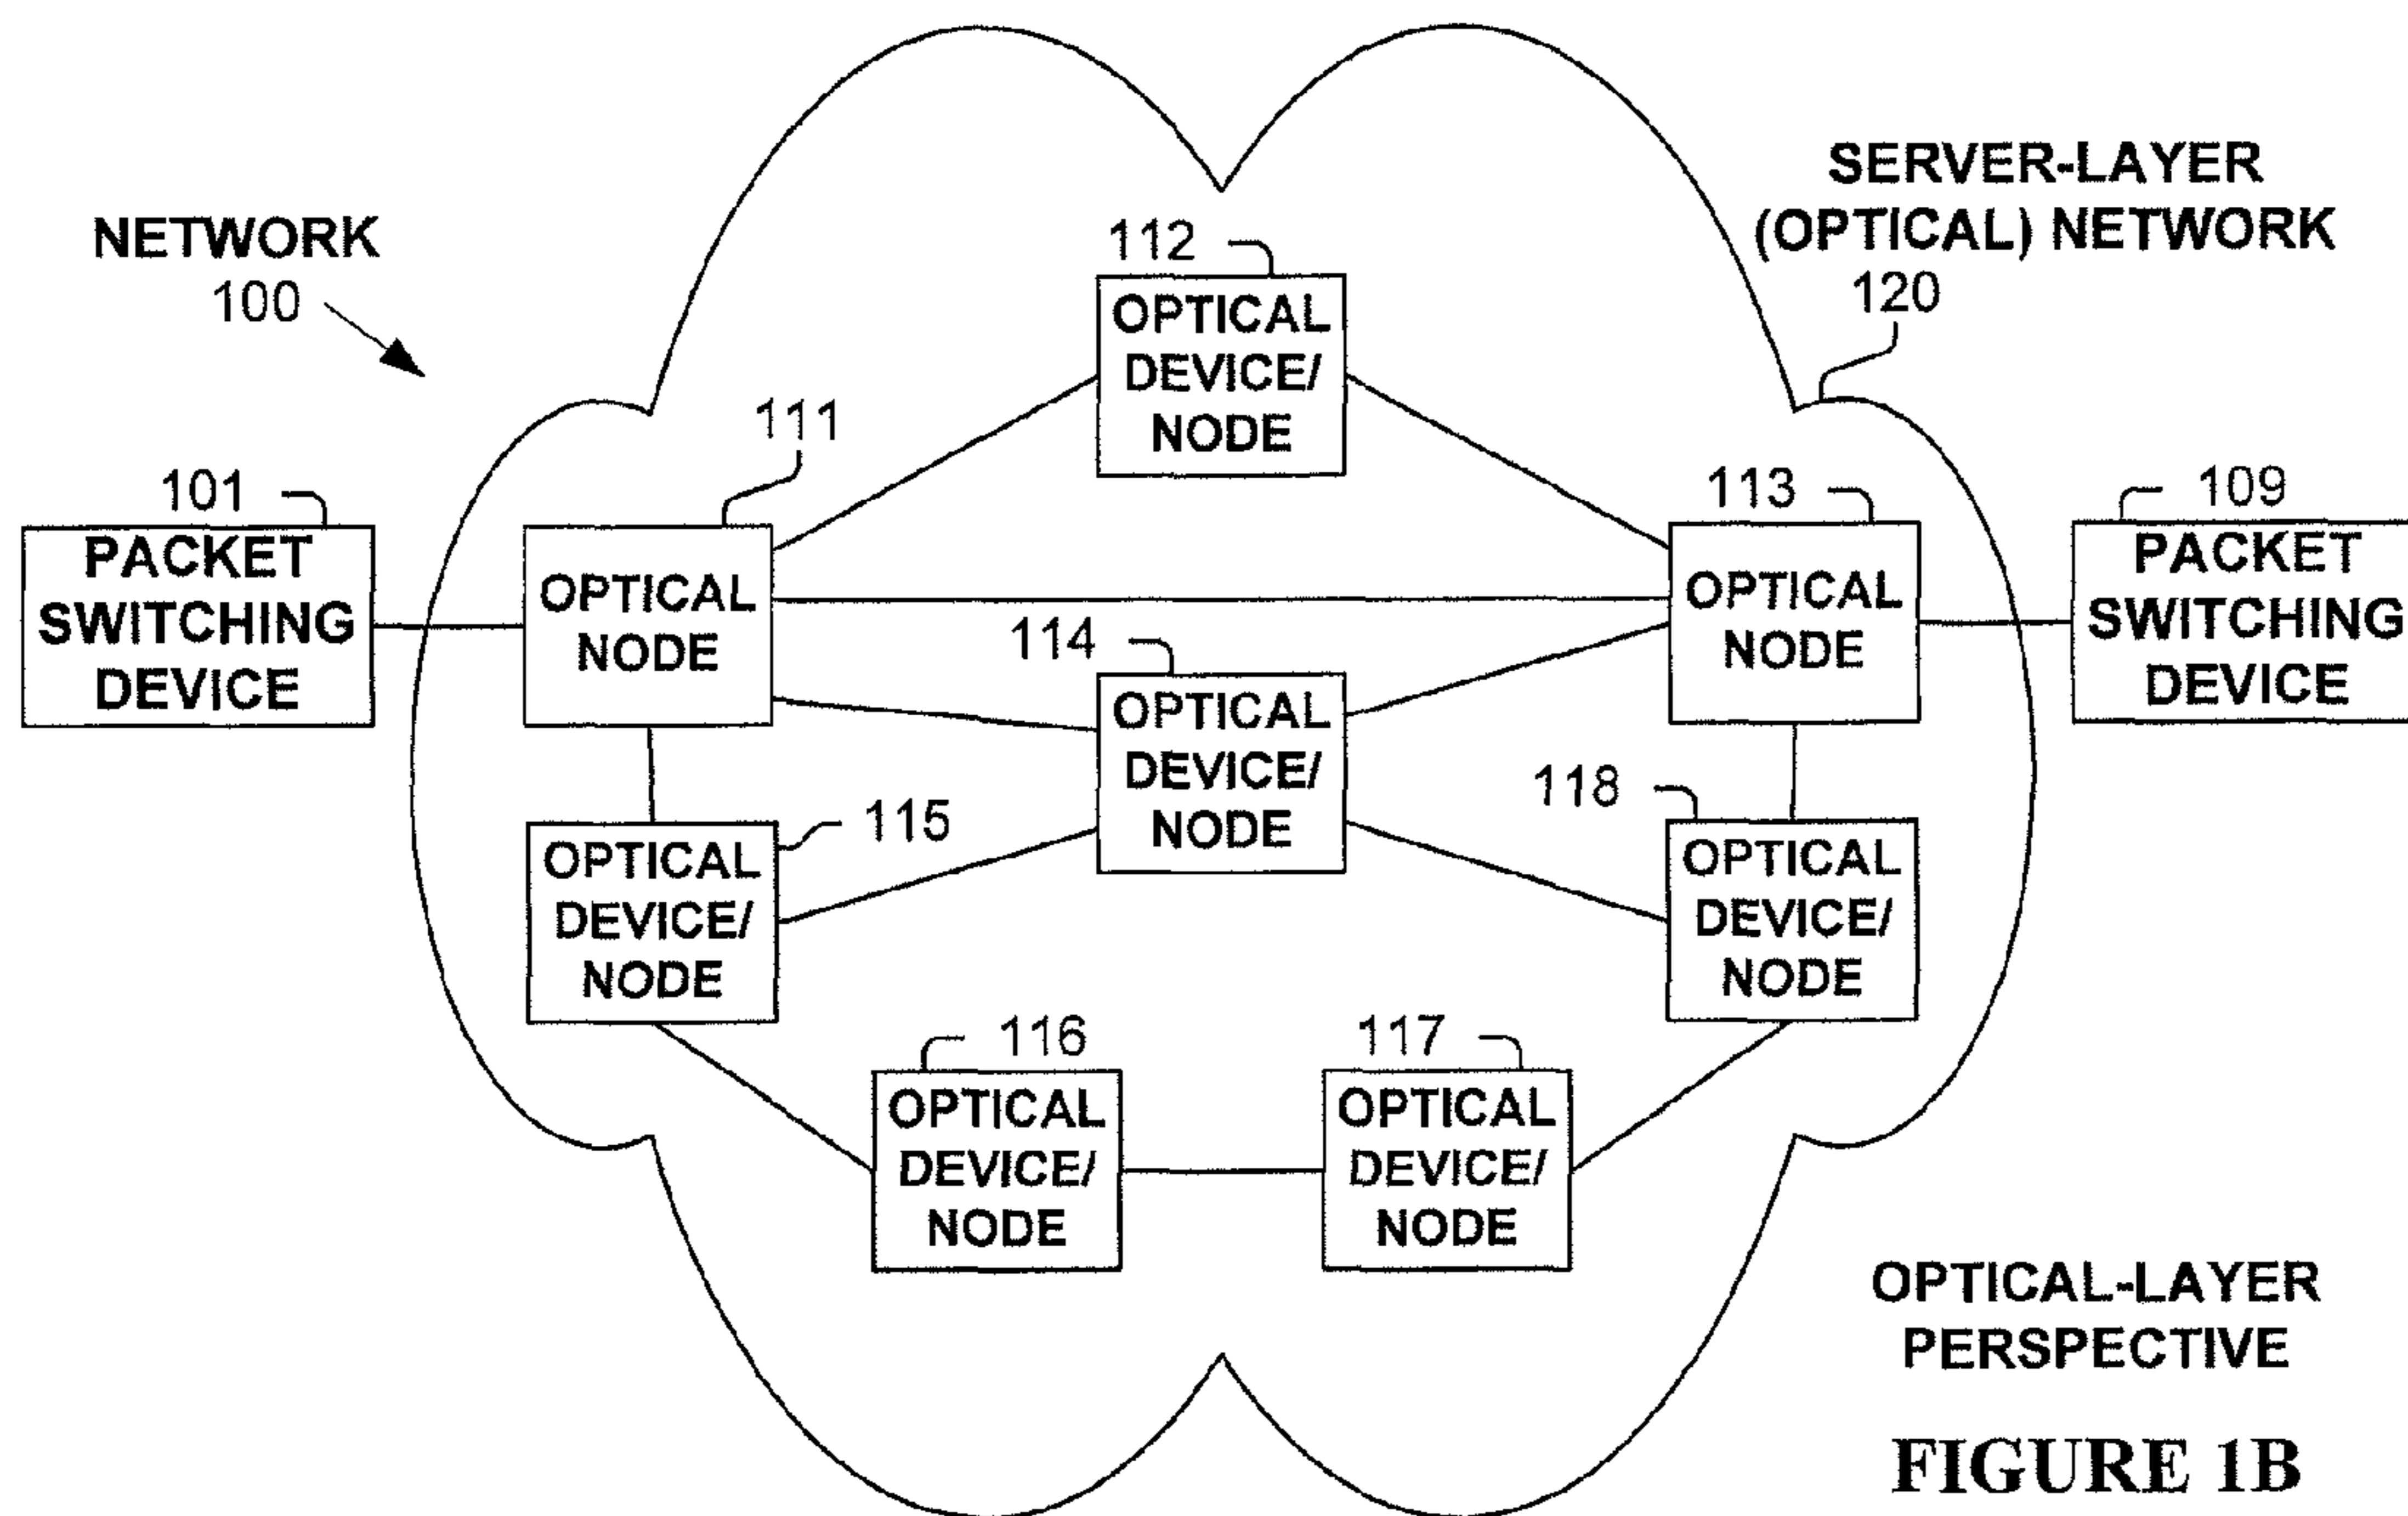 SERVER-LAYER
(OPTICAL) NETWORK
120
NETWORK
100
112
OPTICAL
DEVICE/
NODE
111
OPTICAL
NODE
101
PACKET
SWITCHING
DEVICE
113
OPTICAL
NODE
109
PACKET
SWITCHING
DEVICE
114
OPTICAL
DEVICE/
NODE
115
OPTICAL
DEVICE/
NODE
118
OPTICAL
DEVICE/
NODE
116
OPTICAL
DEVICE/
NODE
117
OPTICAL
DEVICE/
NODE
OPTICAL-LAYER
PERSPECTIVE
FIGURE 1B